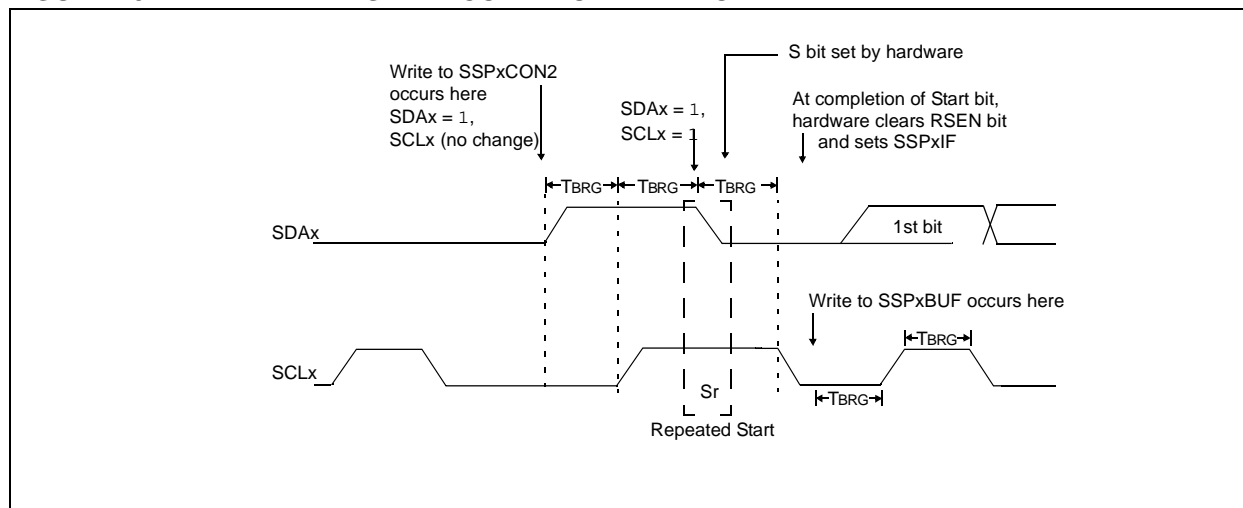 S bit set by hardware
Write to SSPxCON2
occurs here
SDAx = 1,
SCLx (no change)
SDAx = 1,
SCLx = 1
At completion of Start bit,
hardware clears RSEN bit
and sets SSPxIF
TBRG
TBRG
TBRG
SDAx
1st bit
Write to SSPxBUF occurs here
TBRG
SCLx
Sr
TBRG
Repeated Start